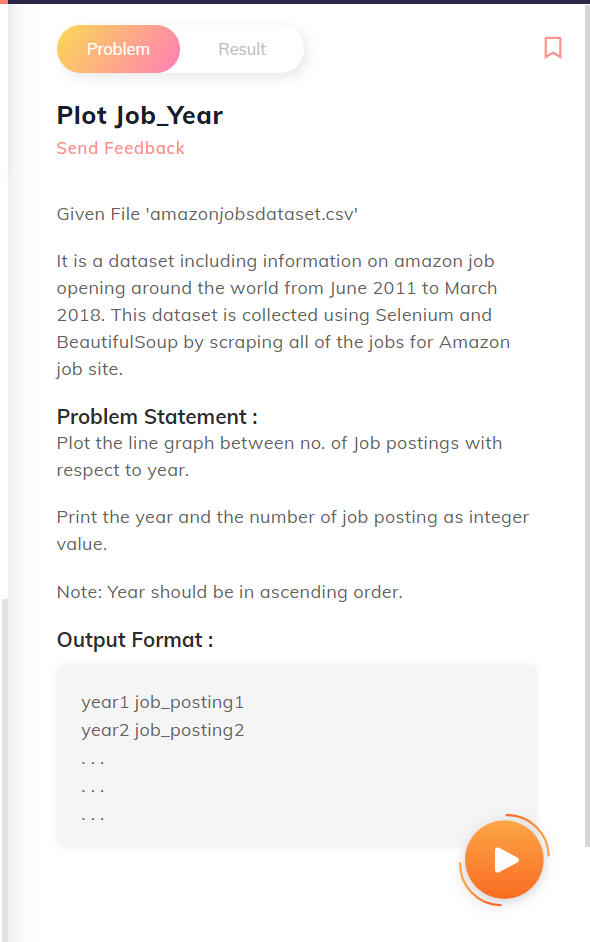 Problem
Result
Plot Job_Year
Send Feedback
Given File 'amazonjobsdataset.csv'
It is a dataset including information on amazon job
opening around the world from June 2011 to March
2018. This dataset is collected using Selenium and
BeautifulSoup by scraping all of the jobs for Amazon
job site.
Problem Statement :
Plot the line graph between no. of Job postings with
respect to year.
Print the year and the number of job posting as integer
value.
Note: Year should be in ascending order.
Output Format :
year1 job_posting1
year2 job_posting2
. . .
. . .
. . .